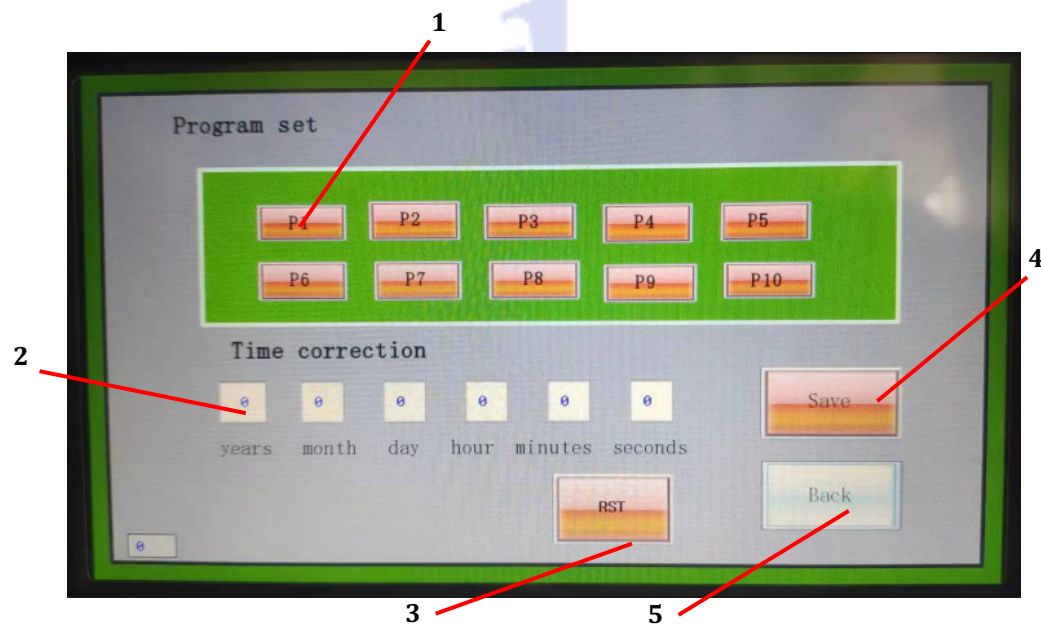 1
Program set
P1 P2 P3 P4 P5
P6 P7 P8 P9 P10
4
2
Time correction
0 0 0 0 0 0
years month day hour minutes seconds
Save
RST
Back
0
3
5